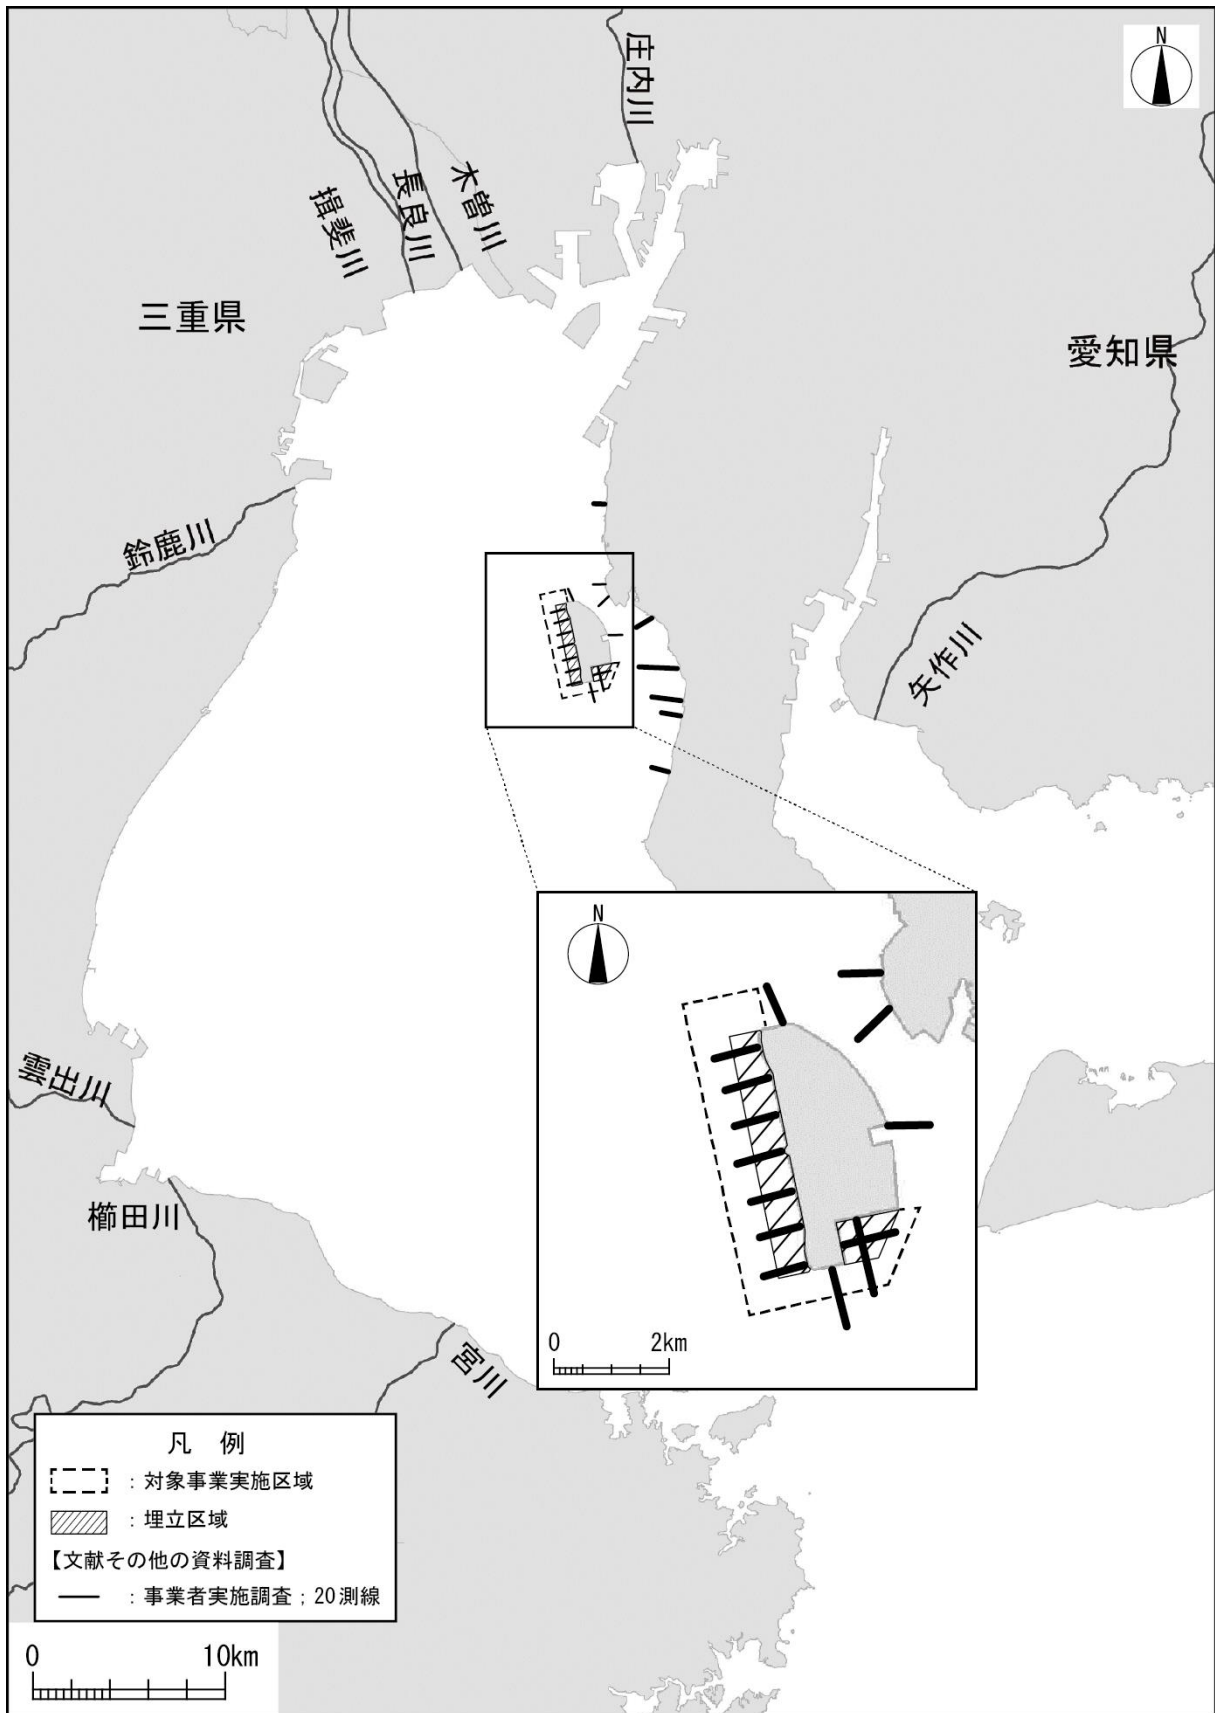 N
庄内川
木曽川
長良川
揖斐川
三重県
愛知県
鈴鹿川
矢作川
N
雲出川
櫛田川
0 2km
宮川
凡 例
：対象事業実施区域
：埋立区域
【文献その他の資料調査】
：事業者実施調査；20測線
0 10km